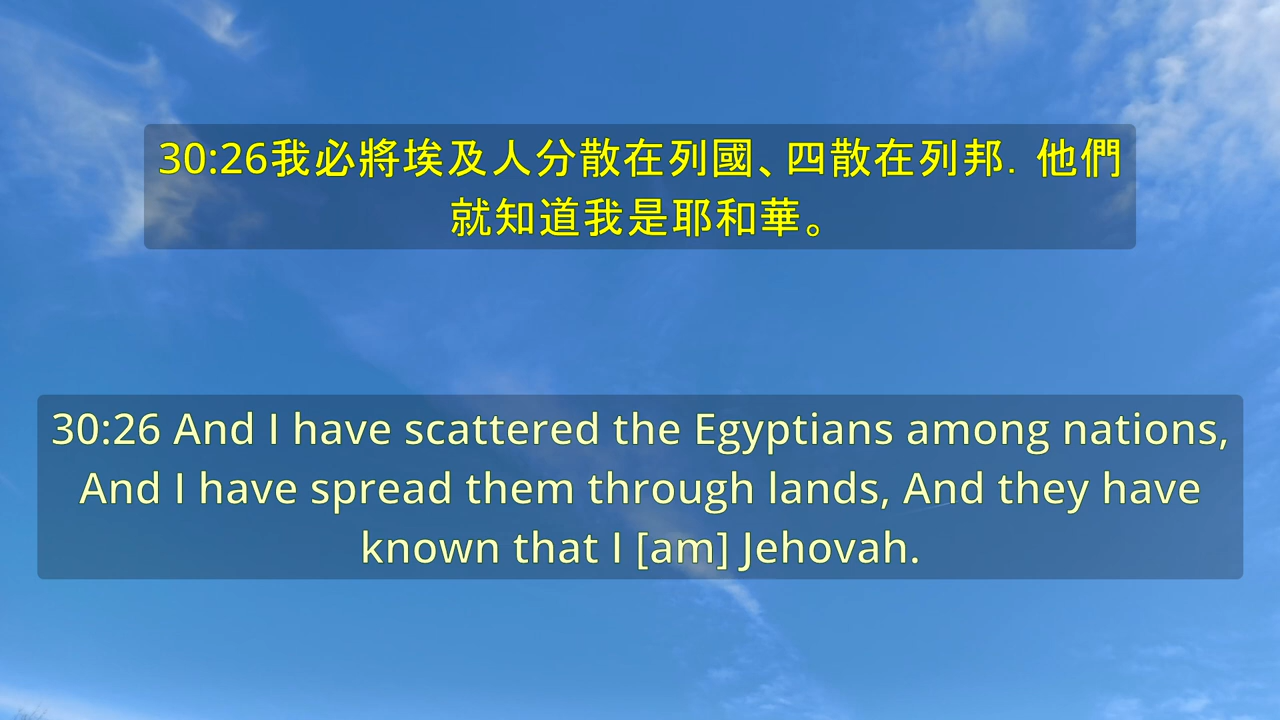 30:26我必將埃及人分散在列國、四散在列邦．他們
就知道我是耶和華。
30:26 And I have scattered the Egyptians among nations,
And I have spread them through lands, And they have
known that I [am] Jehovah.